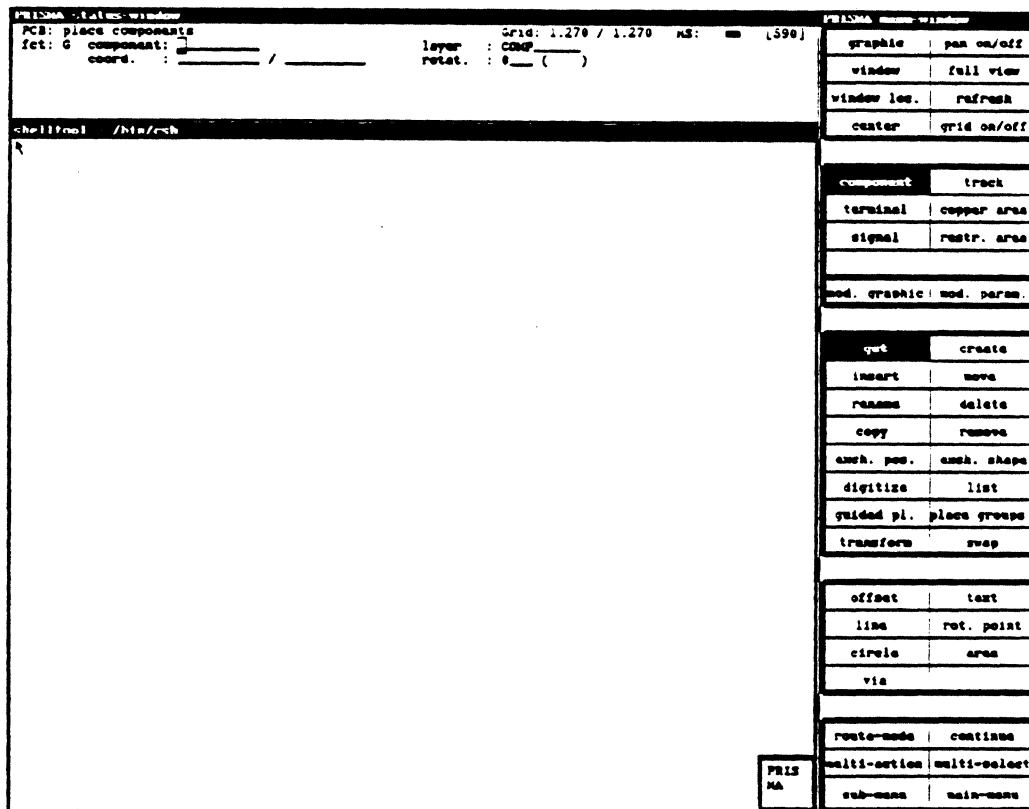 PRISMA status-window
PCB: place components Grid: 1.270 / 1.270 MS: mm [590]
fct: G component: layer : COMP
coord. : / rotat. : 0 ( )
shelltool /bin/csh
PRISMA menu-window
graphic pan on/off
window full view
window loc. refresh
center grid on/off
component track
terminal copper area
signal restr. area
mod. graphic mod. param.
get create
insert move
rename delete
copy remove
exch. pos. exch. shape
digitize list
guided pl. place groups
transform swap
offset text
line rot. point
circle area
via
route-mode continue
multi-action multi-select
sub-menu main-menu
PRIS
MA